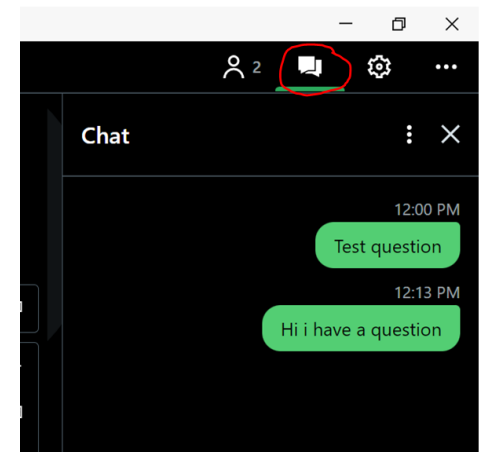 2
Chat
12:00 PM
Test question
12:13 PM
Hi i have a question